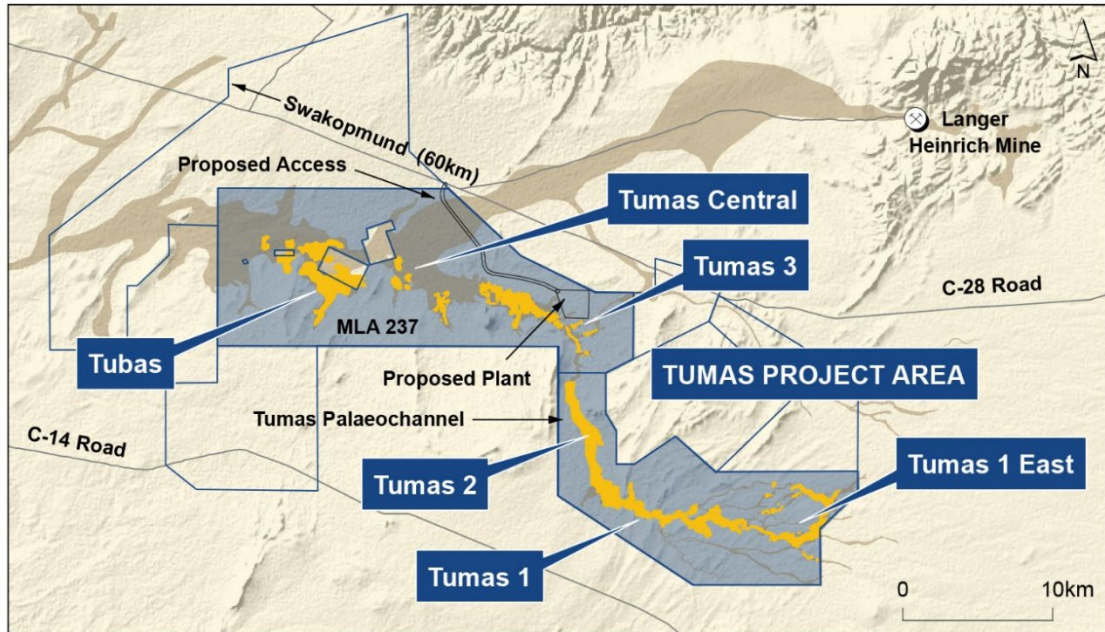 N
Swakopmund (60km)
Langer
Heinrich Mine
Proposed Access
Tumas Central
Tumas 3
C-28 Road
MLA 237
Tubas
Proposed Plant
TUMAS PROJECT AREA
Tumas Palaeochannel
C-14 Road
Tumas 2
Tumas 1 East
Tumas 1
0 10km